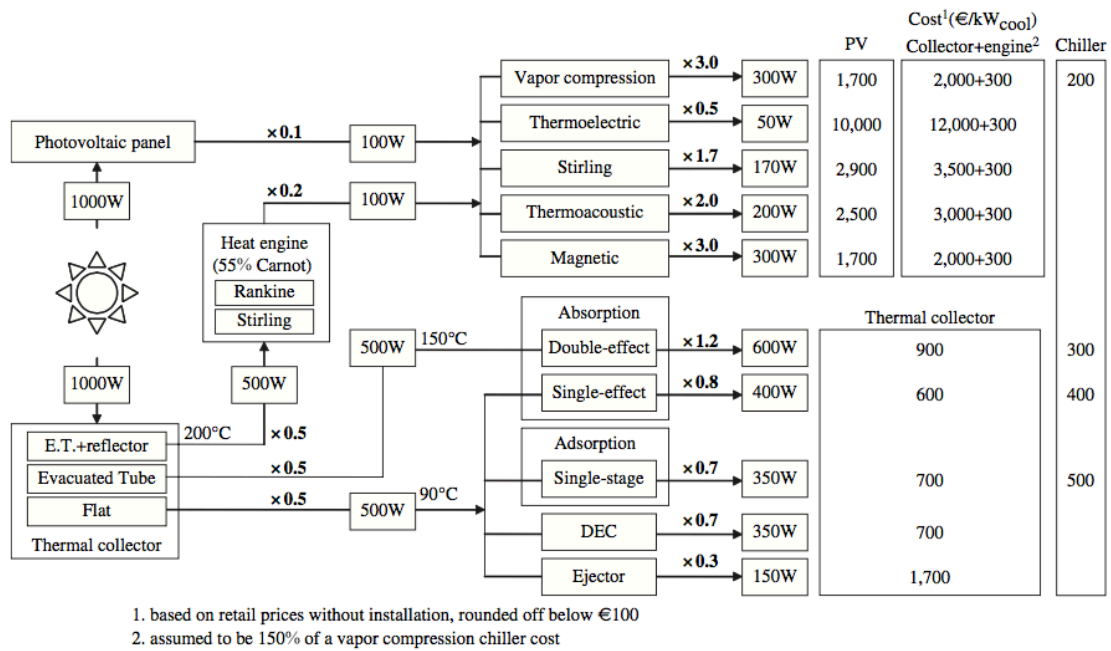 Cost¹(€/kWcool)
PV Collector+engine² Chiller
Vapor compression ×3.0 300W 1,700 2,000+300 200
Thermoelectric ×0.5 50W 10,000 12,000+300
Photovoltaic panel ×0.1 100W
Stirling ×1.7 170W 2,900 3,500+300
1000W ×0.2 100W
Thermoacoustic ×2.0 200W 2,500 3,000+300
Heat engine
(55% Carnot)
Magnetic ×3.0 300W 1,700 2,000+300
Rankine
Stirling
Absorption Thermal collector
500W 150°C Double-effect ×1.2 600W 900 300
1000W 500W Single-effect ×0.8 400W 600 400
200°C ×0.5
E.T.+reflector
Adsorption
Evacuated Tube ×0.5 Single-stage ×0.7 350W 700 500
Flat ×0.5 500W 90°C
DEC ×0.7 350W 700
Thermal collector
Ejector ×0.3 150W 1,700
1. based on retail prices without installation, rounded off below €100
2. assumed to be 150% of a vapor compression chiller cost